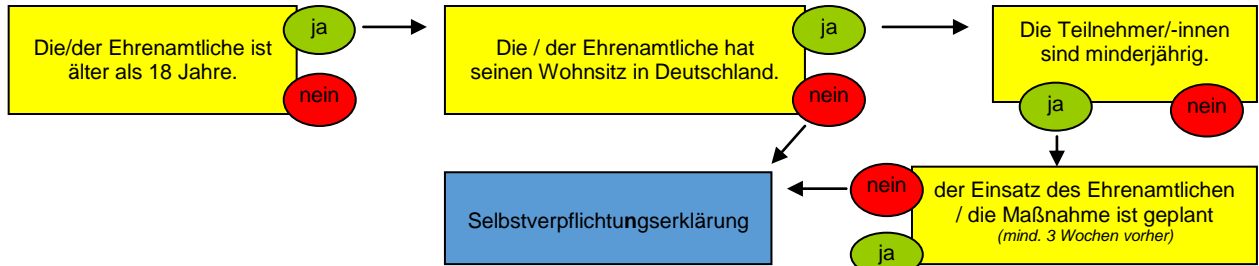 Die/der Ehrenamtliche ist
älter als 18 Jahre.
ja
nein
Die / der Ehrenamtliche hat
seinen Wohnsitz in Deutschland.
ja
nein
Die Teilnehmer/-innen
sind minderjährig.
ja
nein
Selbstverpflichtungserklärung
nein
der Einsatz des Ehrenamtlichen
/ die Maßnahme ist geplant
(mind. 3 Wochen vorher)
ja